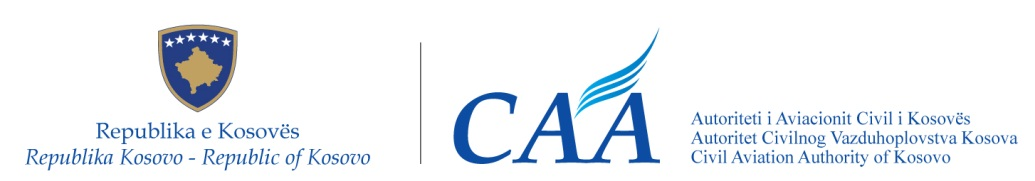 Republika e Kosovës
Republika Kosovo - Republic of Kosovo
CAA
Autoriteti i Aviacionit Civil i Kosovës
Autoritet Civilnog Vazduhoplovstva Kosova
Civil Aviation Authority of Kosovo